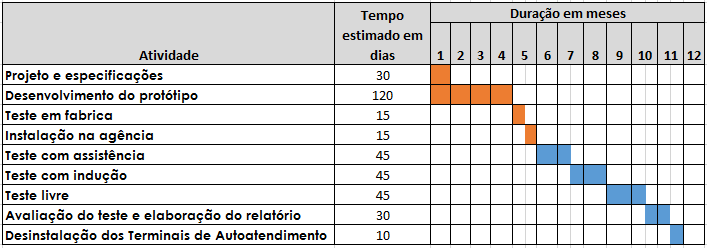 Atividade Tempo estimado em dias Duração em meses
1 2 3 4 5 6 7 8 9 10 11 12
Projeto e especificações 30
Desenvolvimento do protótipo 120
Teste em fabrica 15
Instalação na agência 15
Teste com assistência 45
Teste com indução 45
Teste livre 45
Avaliação do teste e elaboração do relatório 30
Desinstalação dos Terminais de Autoatendimento 10